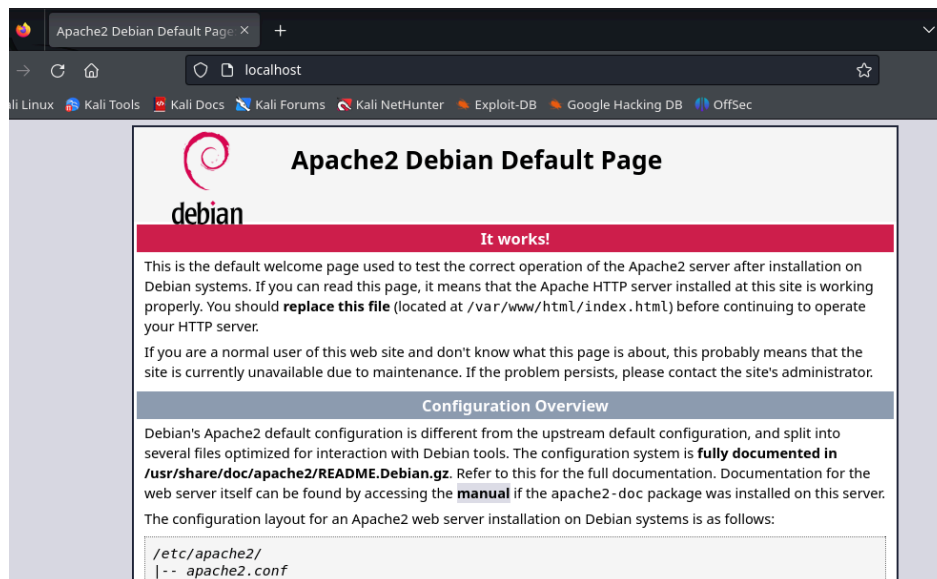 Apache2 Debian Default Page
localhost
ali Linux Kali Tools Kali Docs Kali Forums Kali NetHunter Exploit-DB Google Hacking DB OffSec
debian
Apache2 Debian Default Page
It works!
This is the default welcome page used to test the correct operation of the Apache2 server after installation on
Debian systems. If you can read this page, it means that the Apache HTTP server installed at this site is working
properly. You should replace this file (located at /var/www/html/index.html) before continuing to operate
your HTTP server.
If you are a normal user of this web site and don't know what this page is about, this probably means that the
site is currently unavailable due to maintenance. If the problem persists, please contact the site's administrator.
Configuration Overview
Debian's Apache2 default configuration is different from the upstream default configuration, and split into
several files optimized for interaction with Debian tools. The configuration system is fully documented in
/usr/share/doc/apache2/README.Debian.gz. Refer to this for the full documentation. Documentation for the
web server itself can be found by accessing the manual if the apache2-doc package was installed on this server.
The configuration layout for an Apache2 web server installation on Debian systems is as follows:
/etc/apache2/
|-- apache2.conf